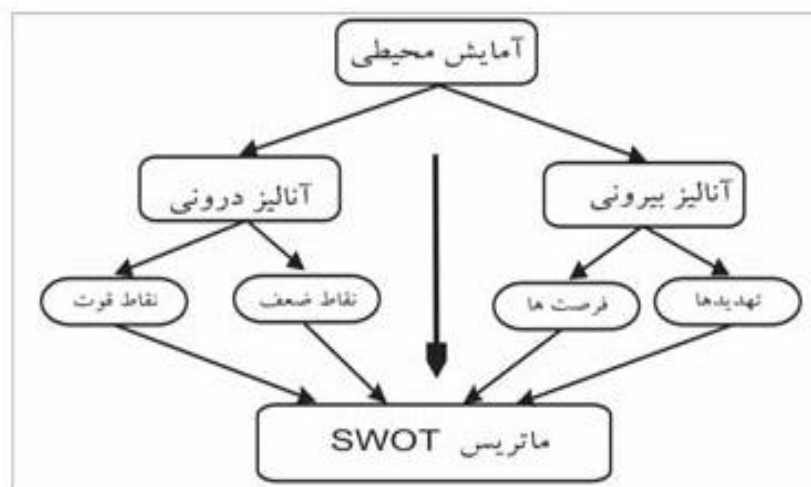 آمایش محیطی
آنالیز بیرونی
آنالیز درونی
تهدیدها
فرصت ها
نقاط ضعف
نقاط قوت
ماتریس SWOT